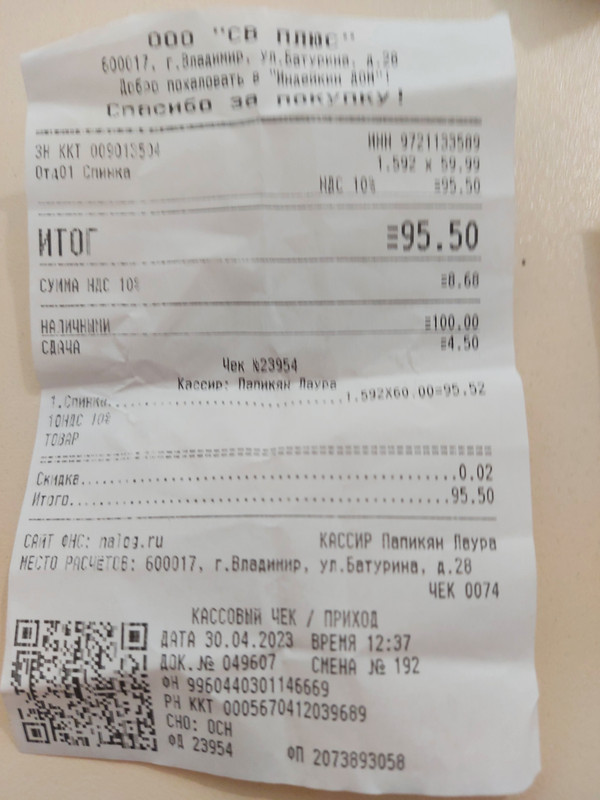 ООО "СВ ПЛЮС"
600017, г.Владимир, ул.Батурина, д.28
Добро пожаловать в "Индейкин дом"!
Спасибо за покупку!
ЗН ККТ 009013504 ИНН 9721133589
Отд01 Спинка 1.592 x 59.99
НДС 10% ≡95.50
ИТОГ ≡95.50
СУММА НДС 10% ≡8.68
НАЛИЧНЫМИ ≡100.00
СДАЧА ≡4.50
Чек №23954
Кассир: Папикян Лаура
1.Спинка..................1.592X60.00=95.52
10НДС 10%
ТОВАР
Скидка..................0.02
Итого..................95.50
САЙТ ФНС: nalog.ru КАССИР Папикян Лаура
МЕСТО РАСЧЕТОВ: 600017, г.Владимир, ул.Батурина, д.28
ЧЕК 0074
КАССОВЫЙ ЧЕК / ПРИХОД
ДАТА 30.04.2023 ВРЕМЯ 12:37
ДОК.№ 049607 СМЕНА № 192
ФН 9960440301146669
РН ККТ 0005670412039689
СНО: ОСН
ФД 23954 ФП 2073893058